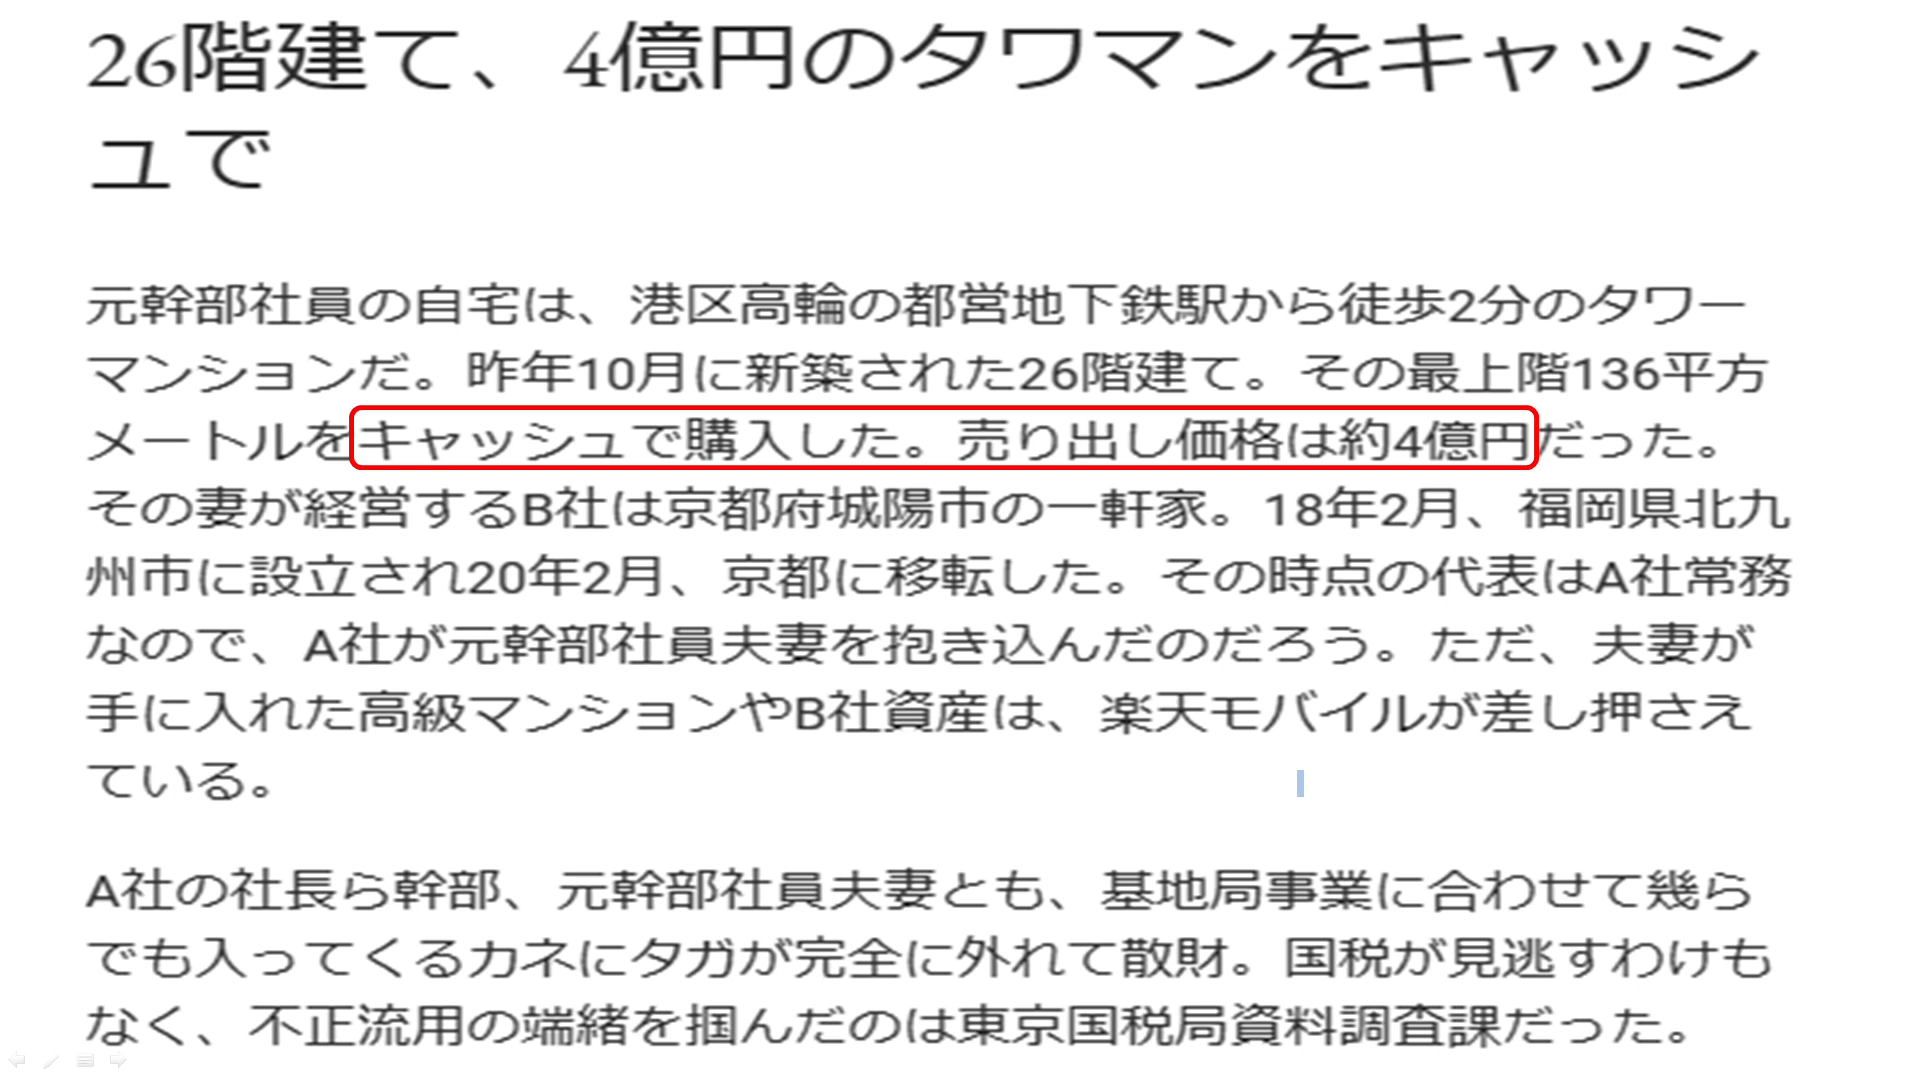 26階建て、4億円のタワマンをキャッシ
ュで
元幹部社員の自宅は、港区高輪の都営地下鉄駅から徒歩2分のタワー
マンションだ。昨年10月に新築された26階建て。その最上階136平方
メートルをキャッシュで購入した。売り出し価格は約4億円だった。
その妻が経営するB社は京都府城陽市の一軒家。18年2月、福岡県北九
州市に設立され20年2月、京都に移転した。その時点の代表はA社常務
なので、A社が元幹部社員夫妻を抱き込んだのだろう。ただ、夫妻が
手に入れた高級マンションやB社資産は、楽天モバイルが差し押さえ
ている。
A社の社長ら幹部、元幹部社員夫妻とも、基地局事業に合わせて幾ら
でも入ってくるカネにタガが完全に外れて散財。国税が見逃すわけも
なく、不正流用の端緒を掴んだのは東京国税局資料調査課だった。